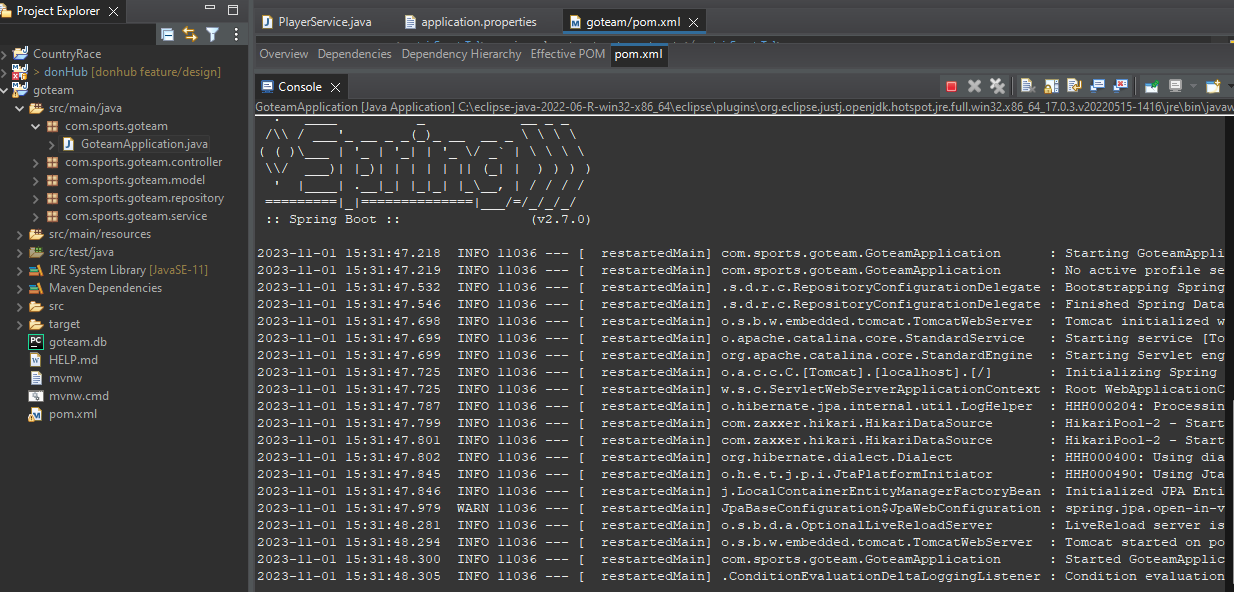 Project Explorer
CountryRace
> donHub [donhub feature/design]
goteam
src/main/java
com.sports.goteam
GoteamApplication.java
com.sports.goteam.controller
com.sports.goteam.model
com.sports.goteam.repository
com.sports.goteam.service
src/main/resources
src/test/java
JRE System Library [JavaSE-11]
Maven Dependencies
src
target
goteam.db
HELP.md
mvnw
mvnw.cmd
pom.xml
PlayerService.java application.properties goteam/pom.xml
Overview Dependencies Dependency Hierarchy Effective POM pom.xml
Console
GoteamApplication [Java Application] C:\eclipse-java-2022-06-R-win32-x86_64\eclipse\plugins\org.eclipse.justj.openjdk.hotspot.jre.full.win32.x86_64_17.0.3.v20220515-1416\jre\bin\javaw
:: Spring Boot :: (v2.7.0)
2023-11-01 15:31:47.218 INFO 11036 --- [ restartedMain] com.sports.goteam.GoteamApplication : Starting GoteamAppli
2023-11-01 15:31:47.219 INFO 11036 --- [ restartedMain] com.sports.goteam.GoteamApplication : No active profile se
2023-11-01 15:31:47.532 INFO 11036 --- [ restartedMain] .s.d.r.c.RepositoryConfigurationDelegate : Bootstrapping Spring
2023-11-01 15:31:47.546 INFO 11036 --- [ restartedMain] .s.d.r.c.RepositoryConfigurationDelegate : Finished Spring Data
2023-11-01 15:31:47.698 INFO 11036 --- [ restartedMain] o.s.b.w.embedded.tomcat.TomcatWebServer : Tomcat initialized w
2023-11-01 15:31:47.699 INFO 11036 --- [ restartedMain] o.apache.catalina.core.StandardService : Starting service [To
2023-11-01 15:31:47.699 INFO 11036 --- [ restartedMain] org.apache.catalina.core.StandardEngine : Starting Servlet eng
2023-11-01 15:31:47.725 INFO 11036 --- [ restartedMain] o.a.c.c.C.[Tomcat].[localhost].[/] : Initializing Spring
2023-11-01 15:31:47.725 INFO 11036 --- [ restartedMain] w.s.c.ServletWebServerApplicationContext : Root WebApplicationC
2023-11-01 15:31:47.787 INFO 11036 --- [ restartedMain] o.hibernate.jpa.internal.util.LogHelper : HHH000204: Processin
2023-11-01 15:31:47.799 INFO 11036 --- [ restartedMain] com.zaxxer.hikari.HikariDataSource : HikariPool-2 - Start
2023-11-01 15:31:47.801 INFO 11036 --- [ restartedMain] com.zaxxer.hikari.HikariDataSource : HikariPool-2 - Start
2023-11-01 15:31:47.802 INFO 11036 --- [ restartedMain] org.hibernate.dialect.Dialect : HHH000400: Using dia
2023-11-01 15:31:47.845 INFO 11036 --- [ restartedMain] o.h.e.t.j.p.i.JtaPlatformInitiator : HHH000490: Using Jta
2023-11-01 15:31:47.846 INFO 11036 --- [ restartedMain] j.LocalContainerEntityManagerFactoryBean : Initialized JPA Enti
2023-11-01 15:31:47.979 WARN 11036 --- [ restartedMain] JpaBaseConfiguration$JpaWebConfiguration : spring.jpa.open-in-v
2023-11-01 15:31:48.281 INFO 11036 --- [ restartedMain] o.s.b.d.a.OptionalLiveReloadServer : LiveReload server is
2023-11-01 15:31:48.294 INFO 11036 --- [ restartedMain] o.s.b.w.embedded.tomcat.TomcatWebServer : Tomcat started on po
2023-11-01 15:31:48.300 INFO 11036 --- [ restartedMain] com.sports.goteam.GoteamApplication : Started GoteamApplic
2023-11-01 15:31:48.305 INFO 11036 --- [ restartedMain] .ConditionEvaluationDeltaLoggingListener : Condition evaluation